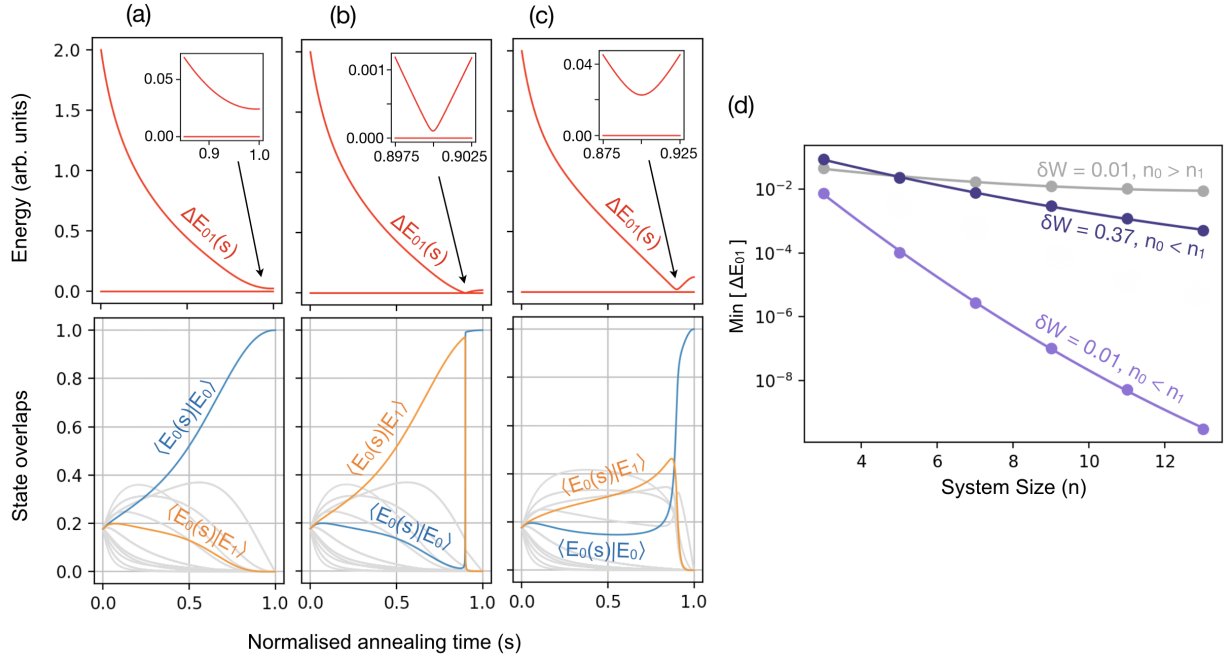 (a)
(b)
(c)
(d)
Energy (arb. units)
2.0
1.5
1.0
0.5
0.0
0.05
0.00
0.9
1.0
ΔE₀₁(s)
0.001
0.000
0.8975
0.9025
ΔE₀₁(s)
0.04
0.00
0.875
0.925
ΔE₀₁(s)
State overlaps
1.0
0.8
0.6
0.4
0.2
0.0
⟨E₀(s)|E₀⟩
⟨E₀(s)|E₁⟩
0.0
0.5
1.0
⟨E₀(s)|E₁⟩
⟨E₀(s)|E₀⟩
0.0
0.5
1.0
⟨E₀(s)|E₁⟩
⟨E₀(s)|E₀⟩
0.0
0.5
1.0
Normalised annealing time (s)
Min [ ΔE₀₁]
10⁻²
10⁻⁴
10⁻⁶
10⁻⁸
δW = 0.01, n₀ > n₁
δW = 0.37, n₀ < n₁
δW = 0.01, n₀ < n₁
4
6
8
10
12
System Size (n)